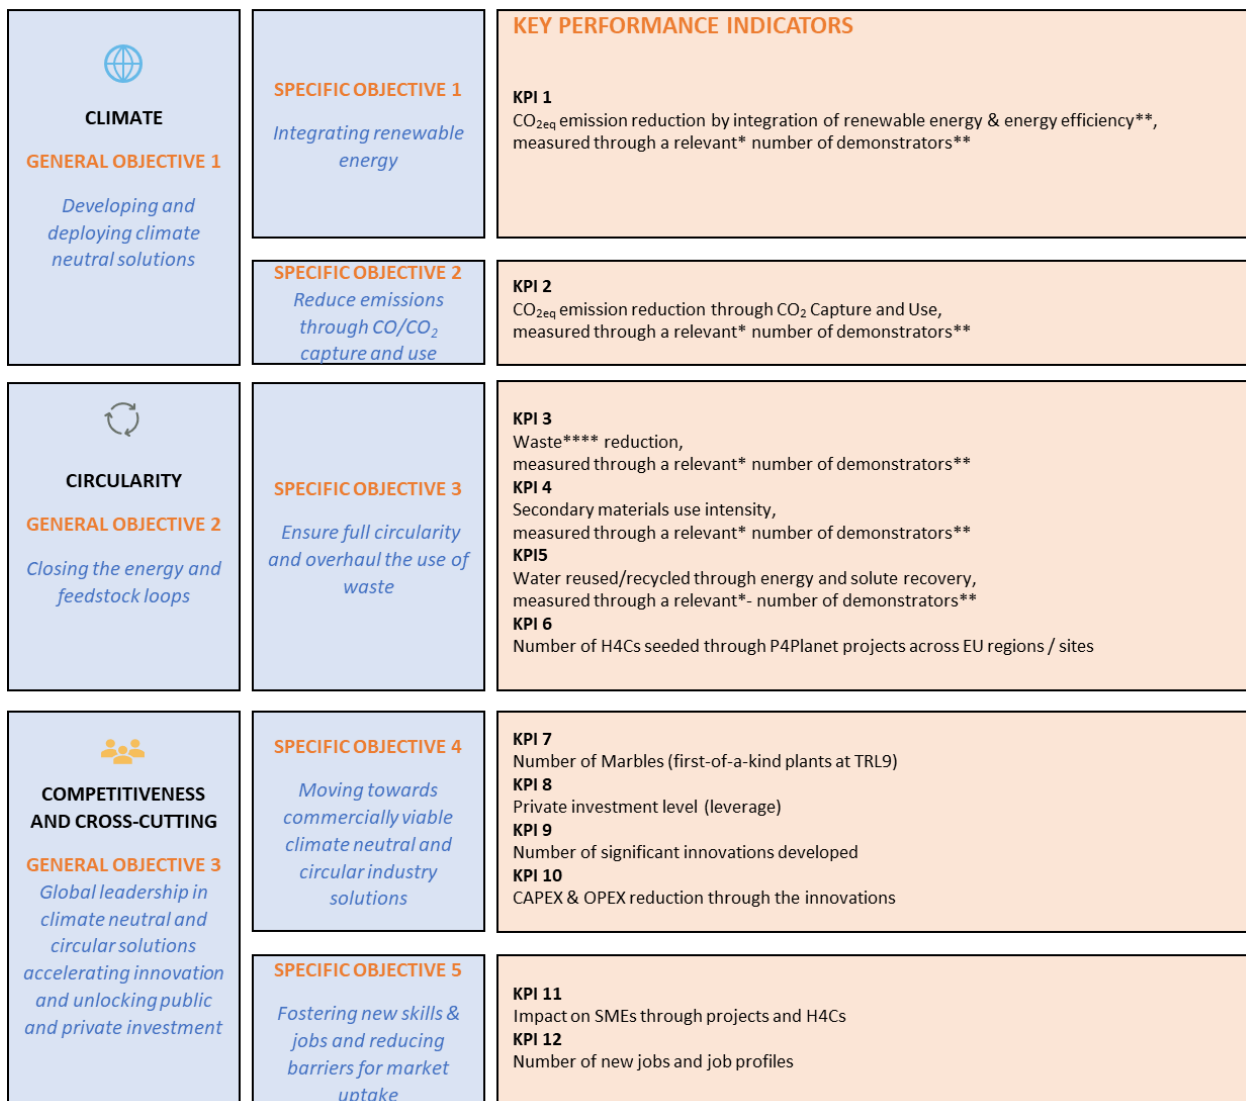 KEY PERFORMANCE INDICATORS
CLIMATE
GENERAL OBJECTIVE 1
Developing and
deploying climate
neutral solutions
SPECIFIC OBJECTIVE 1
Integrating renewable
energy
KPI 1
CO₂eq emission reduction by integration of renewable energy & energy efficiency**,
measured through a relevant* number of demonstrators**
SPECIFIC OBJECTIVE 2
Reduce emissions
through CO/CO₂
capture and use
KPI 2
CO₂eq emission reduction through CO₂ Capture and Use,
measured through a relevant* number of demonstrators**
CIRCULARITY
GENERAL OBJECTIVE 2
Closing the energy and
feedstock loops
SPECIFIC OBJECTIVE 3
Ensure full circularity
and overhaul the use of
waste
KPI 3
Waste**** reduction,
measured through a relevant* number of demonstrators**
KPI 4
Secondary materials use intensity,
measured through a relevant* number of demonstrators**
KPI5
Water reused/recycled through energy and solute recovery,
measured through a relevant*- number of demonstrators**
KPI 6
Number of H4Cs seeded through P4Planet projects across EU regions / sites
COMPETITIVENESS
AND CROSS-CUTTING
GENERAL OBJECTIVE 3
Global leadership in
climate neutral and
circular solutions
accelerating innovation
and unlocking public
and private investment
SPECIFIC OBJECTIVE 4
Moving towards
commercially viable
climate neutral and
circular industry
solutions
KPI 7
Number of Marbles (first-of-a-kind plants at TRL9)
KPI 8
Private investment level (leverage)
KPI 9
Number of significant innovations developed
KPI 10
CAPEX & OPEX reduction through the innovations
SPECIFIC OBJECTIVE 5
Fostering new skills &
jobs and reducing
barriers for market
uptake
KPI 11
Impact on SMEs through projects and H4Cs
KPI 12
Number of new jobs and job profiles